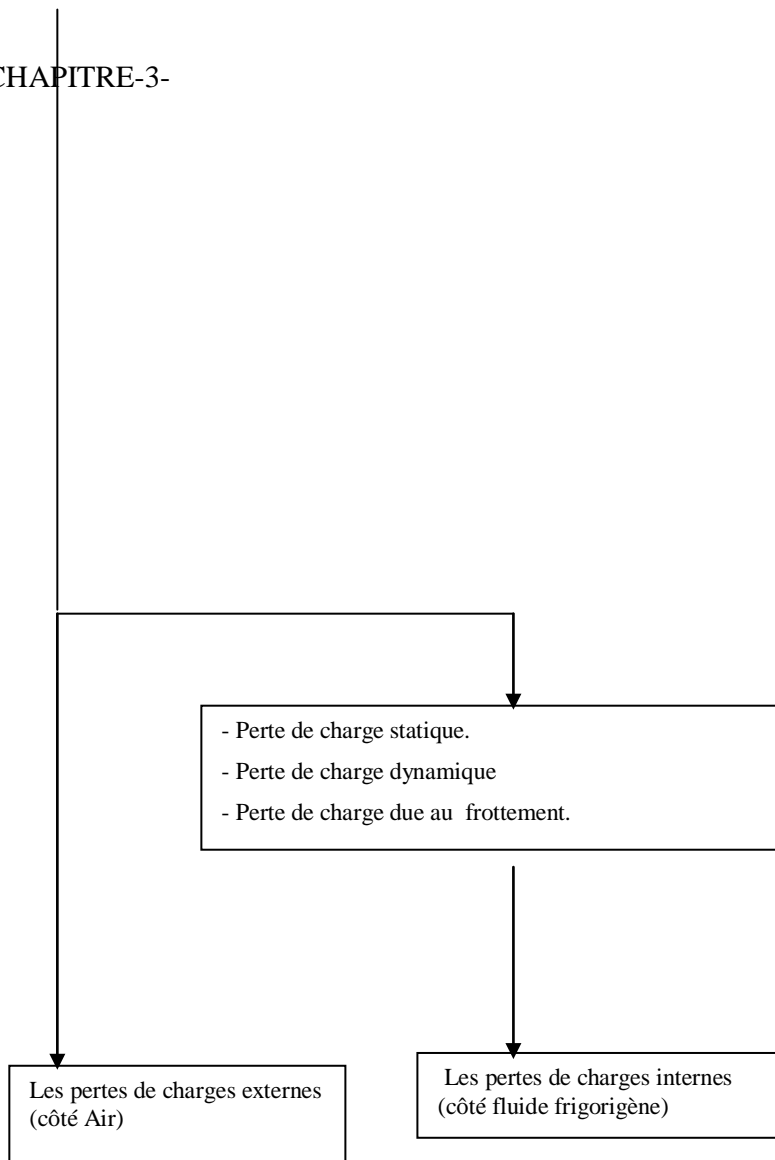 CHAPITRE-3-
- Perte de charge statique.
- Perte de charge dynamique
- Perte de charge due au frottement.
Les pertes de charges externes
(côté Air)
Les pertes de charges internes
(côté fluide frigorigène)